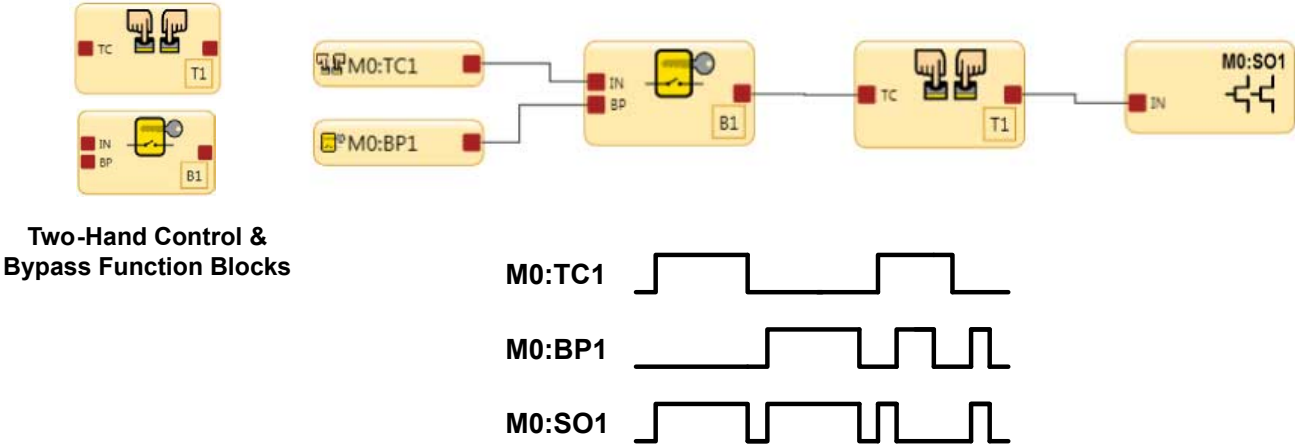 TC
T1
IN
BP
B1
Two-Hand Control &
Bypass Function Blocks
M0:TC1
M0:BP1
IN
BP
B1
TC
T1
M0:SO1
IN
M0:TC1
M0:BP1
M0:SO1